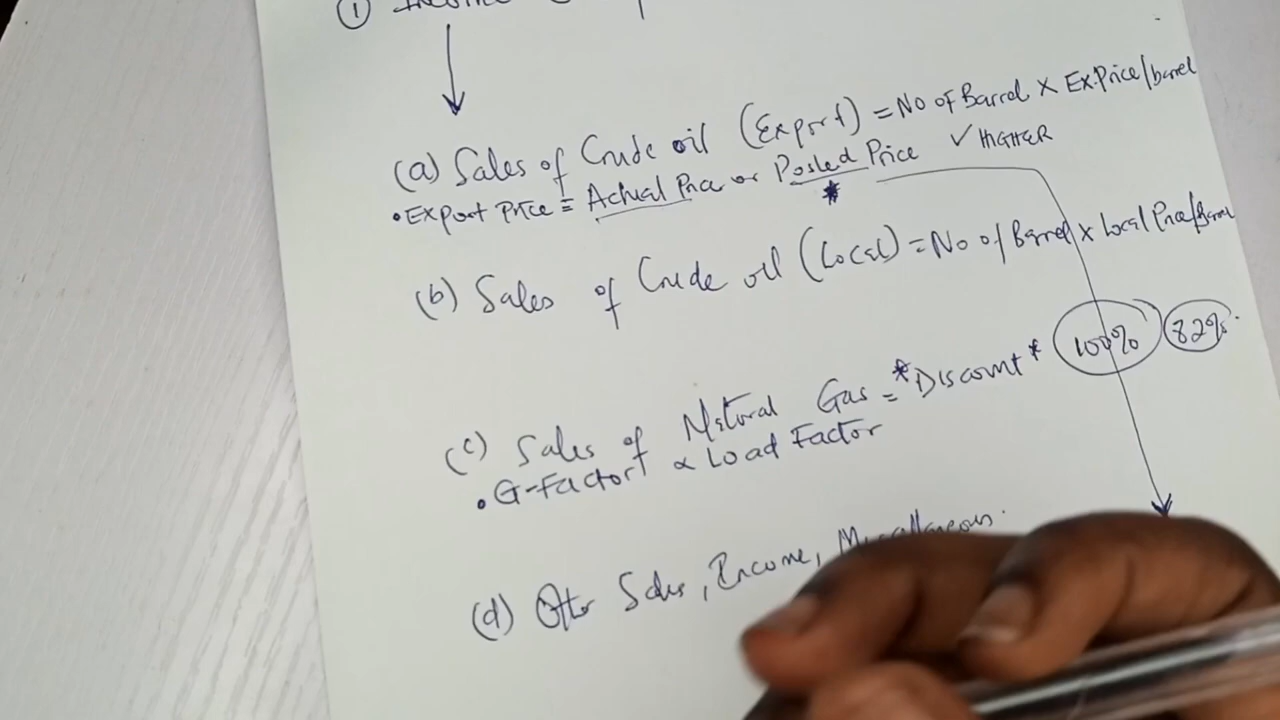 ①
(a) Sales of Crude oil (Export) = No of Barrel X Ex.Price/barrel
• Export Price = Actual Price or Posted Price ✓ HIGHER
*
(b) Sales of Crude oil (Local) = No of Barrel x Local Price/Barrel
(c) Sales of Natural Gas = *Discount* 100% 82%
• G-Factor x Load Factor
(d) Other Sales, Income, Miscellaneous.